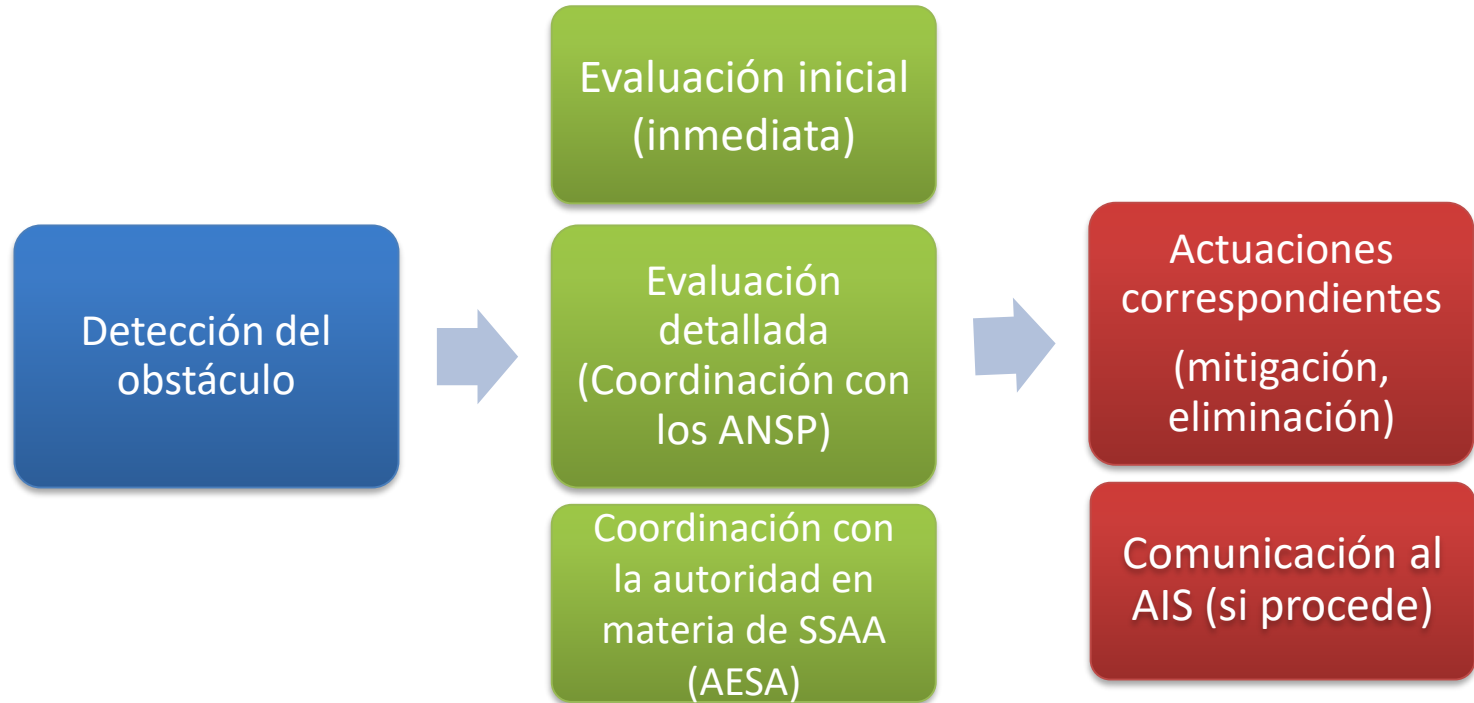 Detección del
obstáculo
Evaluación inicial
(inmediata)
Evaluación
detallada
(Coordinación con
los ANSP)
Coordinación con
la autoridad en
materia de SSAA
(AESA)
Actuaciones
correspondientes
(mitigación,
eliminación)
Comunicación al
AIS (si procede)